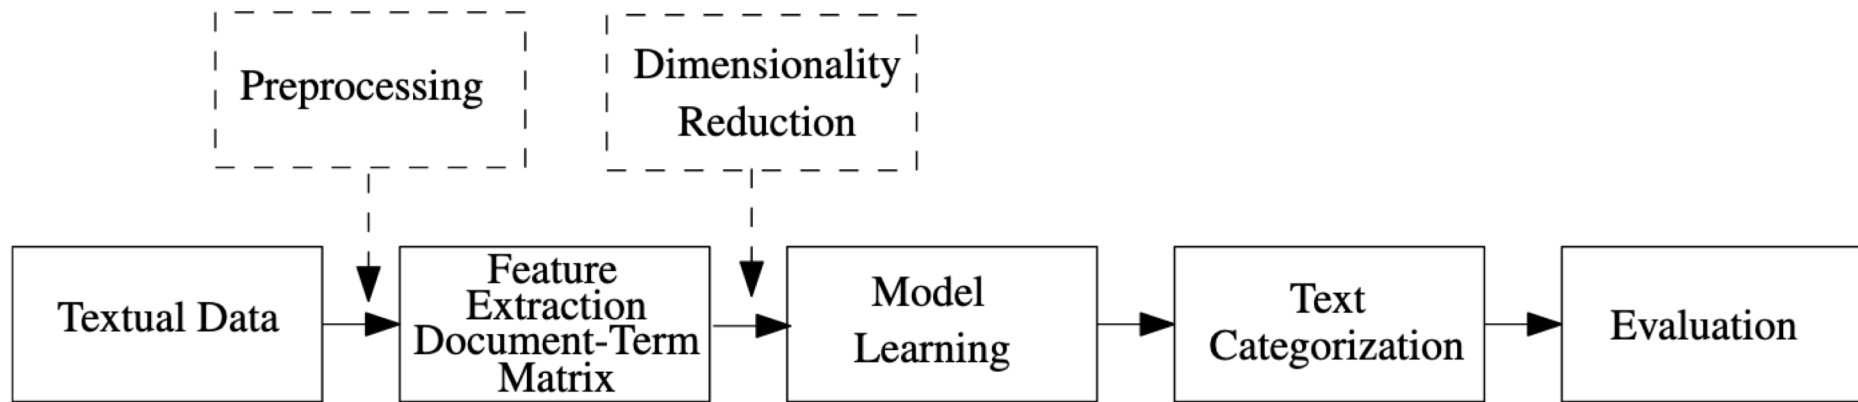 Preprocessing
Dimensionality
Reduction
Textual Data
Feature
Extraction
Document-Term
Matrix
Model
Learning
Text
Categorization
Evaluation